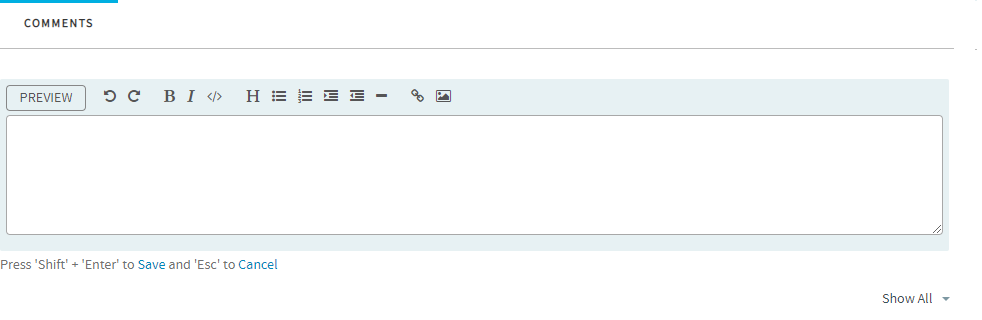 COMMENTS
PREVIEW B I </> H
Press 'Shift' + 'Enter' to Save and 'Esc' to Cancel
Show All